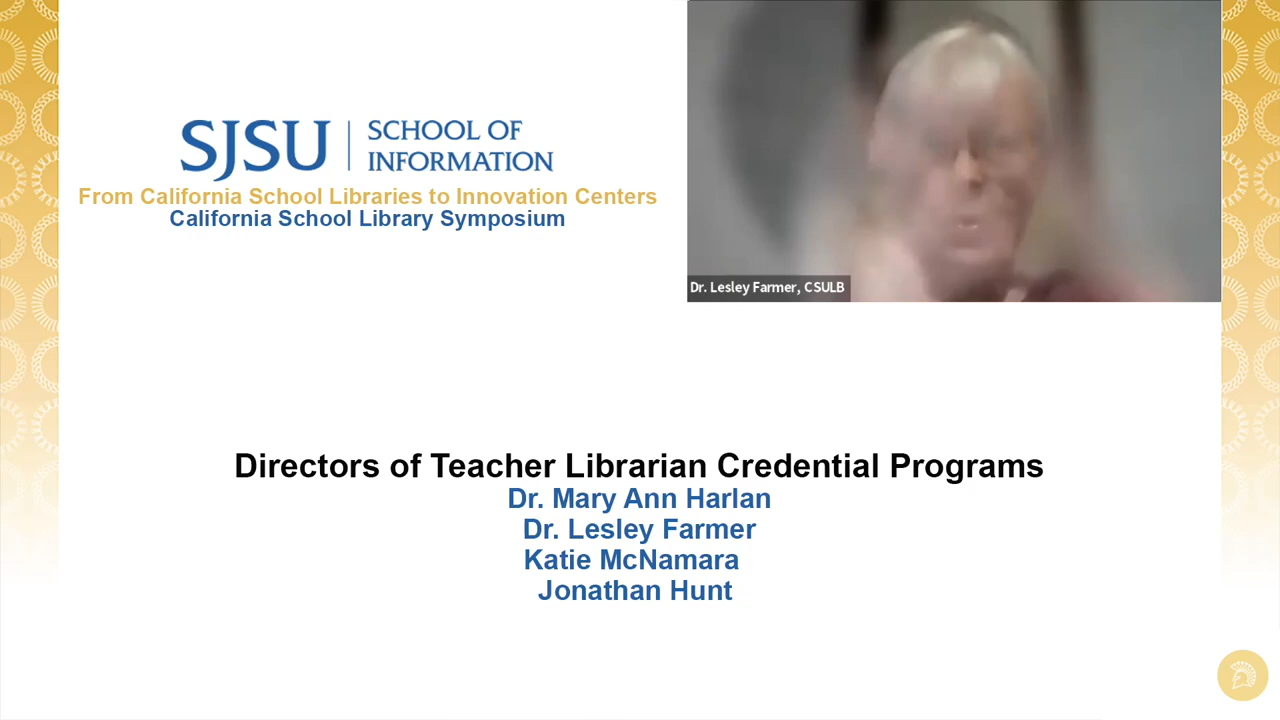 SJSU
SCHOOL OF
INFORMATION
From California School Libraries to Innovation Centers
California School Library Symposium
Dr. Lesley Farmer, CSULB
Directors of Teacher Librarian Credential Programs
Dr. Mary Ann Harlan
Dr. Lesley Farmer
Katie McNamara
Jonathan Hunt